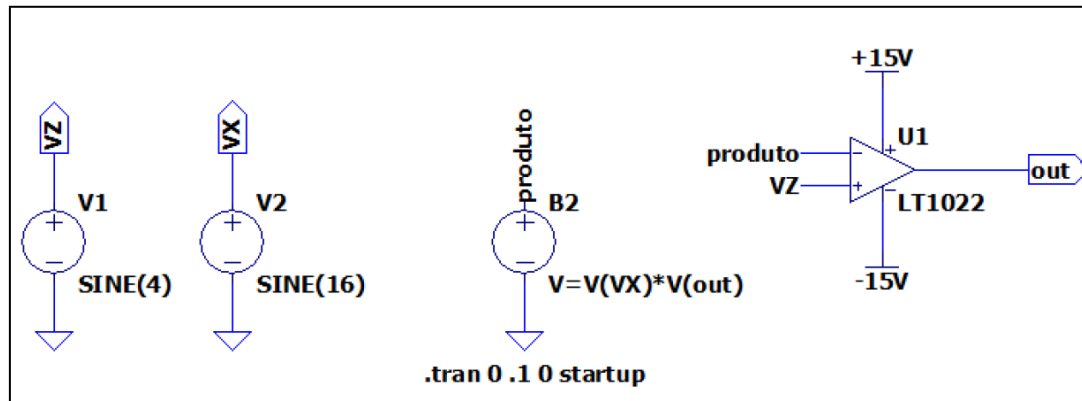 VZ
V1
SINE(4)
VX
V2
SINE(16)
produto
B2
V=V(VX)*V(out)
+15V
U1
produto
VZ
LT1022
out
-15V
.tran 0 .1 0 startup